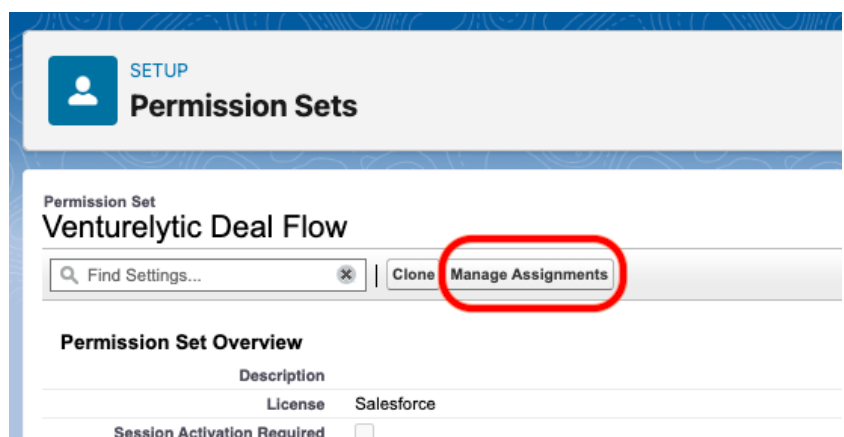 SETUP
Permission Sets
Permission Set
Venturelytic Deal Flow
Find Settings... Clone Manage Assignments
Permission Set Overview
Description
License Salesforce
Session Activation Required